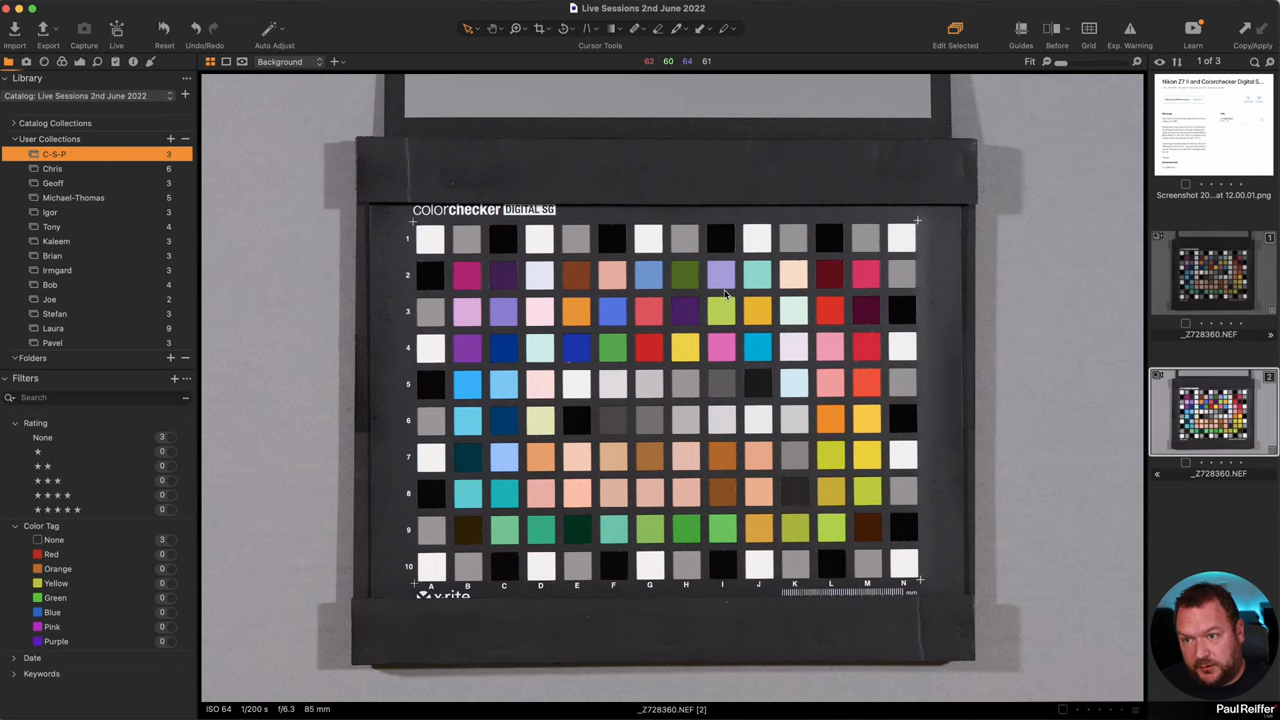 Live Sessions 2nd June 2022
Import Export Capture Live Reset Undo/Redo Auto Adjust Cursor Tools Edit Selected Guides Before Grid Exp. Warning Learn Copy/Apply
Background 62 60 64 61 Fit 1 of 3
Library
Catalog: Live Sessions 2nd June 2022
Catalog Collections
User Collections
C-S-P 3
Chris 6
Geoff 3
Michael-Thomas 5
Igor 3
Tony 4
Kaleem 3
Brian 3
Irmgard 3
Bob 4
Joe 2
Stefan 3
Laura 9
Pavel 3
Folders
Filters
Search
Rating
None 3
0
0
0
0
0
Color Tag
None 3
Red 0
Orange 0
Yellow 0
Green 0
Blue 0
Pink 0
Purple 0
Date
Keywords
colorchecker DIGITAL SG
1
2
3
4
5
6
7
8
9
10
A B C D E F G H I J K L M N
x-rite mm
ISO 64 1/200 s f/6.3 85 mm _Z728360.NEF [2]
Nikon Z7 II and Colorchecker Digital S...
Screenshot 20...at 12.00.01.png
1
_Z728360.NEF
2
_Z728360.NEF
Paul Reiffer Live